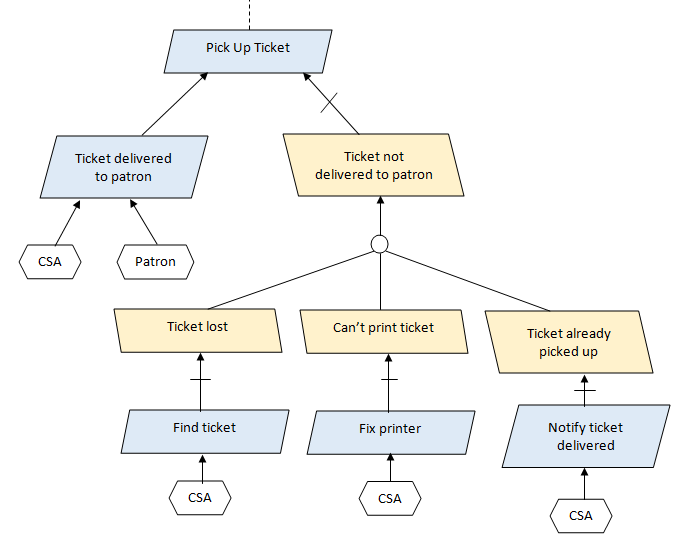 Pick Up Ticket
Ticket delivered
to patron
Ticket not
delivered to patron
CSA
Patron
Ticket lost
Can't print ticket
Ticket already
picked up
Find ticket
Fix printer
Notify ticket
delivered
CSA
CSA
CSA